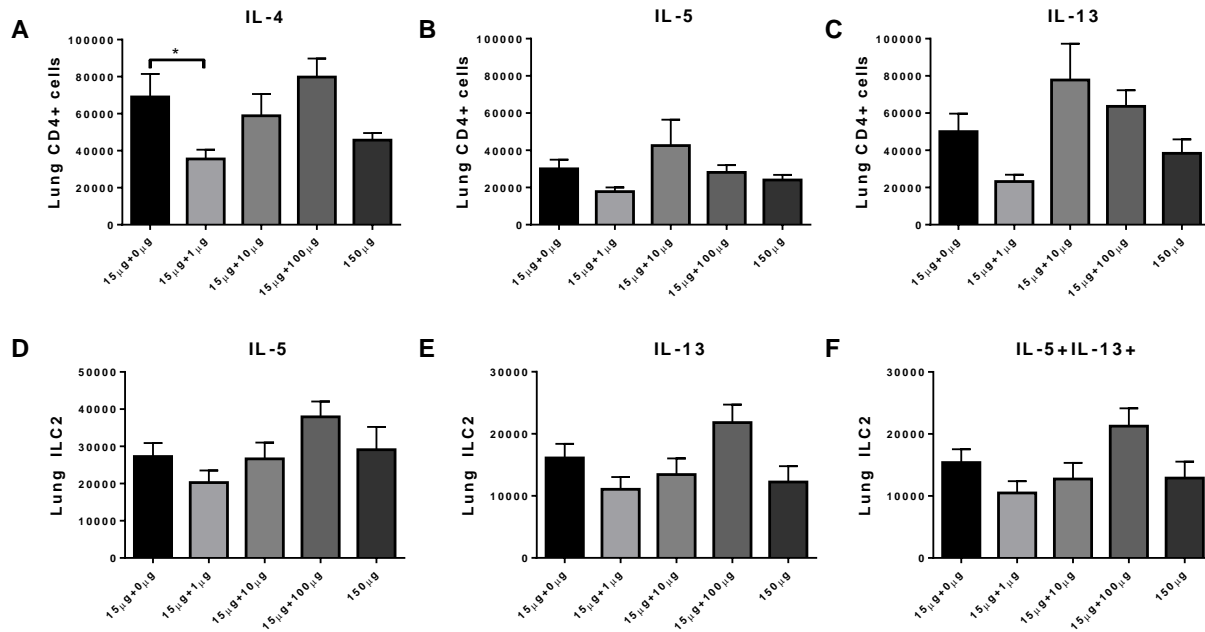 A
IL-4
Lung CD4+ cells
100000
80000
60000
40000
20000
0
*
15µg+0µg
15µg+1µg
15µg+10µg
15µg+100µg
150µg
B
IL-5
Lung CD4+ cells
100000
80000
60000
40000
20000
0
15µg+0µg
15µg+1µg
15µg+10µg
15µg+100µg
150µg
C
IL-13
Lung CD4+ cells
100000
80000
60000
40000
20000
0
15µg+0µg
15µg+1µg
15µg+10µg
15µg+100µg
150µg
D
IL-5
Lung ILC2
50000
40000
30000
20000
10000
0
15µg+0µg
15µg+1µg
15µg+10µg
15µg+100µg
150µg
E
IL-13
Lung ILC2
30000
20000
10000
0
15µg+0µg
15µg+1µg
15µg+10µg
15µg+100µg
150µg
F
IL-5+IL-13+
Lung ILC2
30000
20000
10000
0
15µg+0µg
15µg+1µg
15µg+10µg
15µg+100µg
150µg